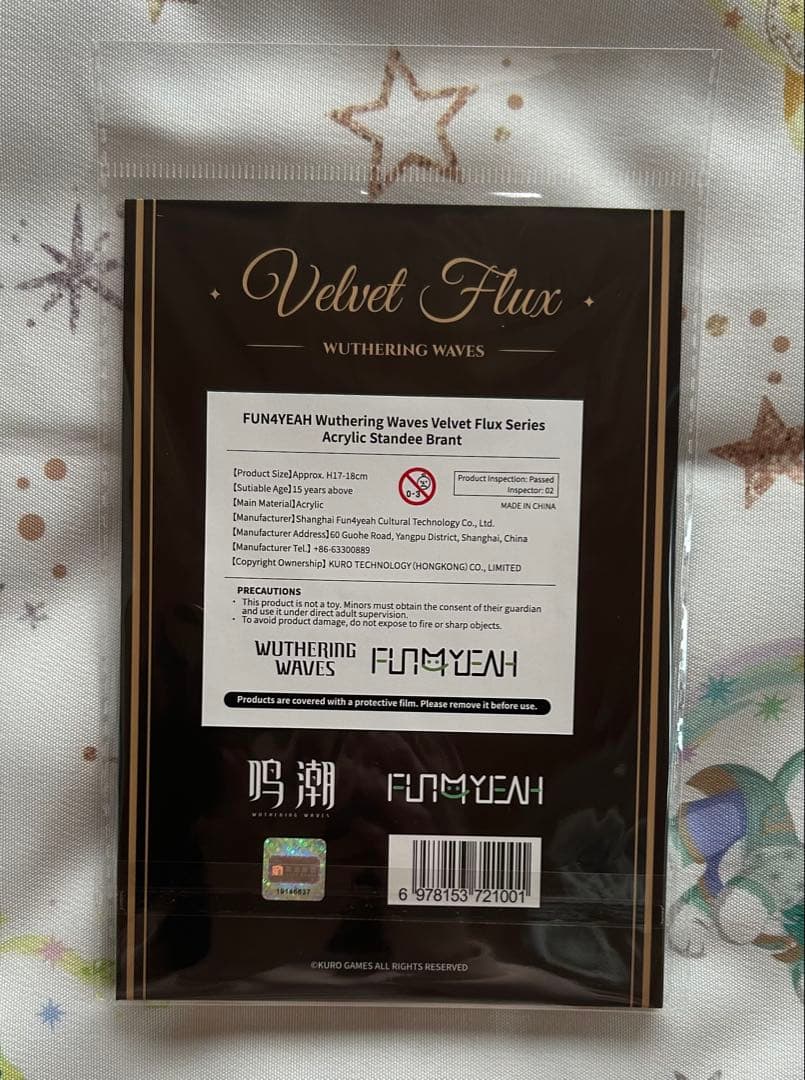 Velvet Flux
WUTHERING WAVES
FUN4YEAH Wuthering Waves Velvet Flux Series
Acrylic Standee Brant
【Product Size】Approx. H17-18cm
【Sutiable Age】15 years above
【Main Material】Acrylic
0-3
Product Inspection: Passed
Inspector: 02
MADE IN CHINA
【Manufacturer】Shanghai Fun4yeah Cultural Technology Co., Ltd.
【Manufacturer Address】60 Guohe Road, Yangpu District, Shanghai, China
【Manufacturer Tel.】 +86-63300889
【Copyright Ownership】 KURO TECHNOLOGY (HONGKONG) CO., LIMITED
PRECAUTIONS
· This product is not a toy. Minors must obtain the consent of their guardian
and use it under direct adult supervision.
· To avoid product damage, do not expose to fire or sharp objects.
WUTHERING
WAVES
FUN4YEAH
Products are covered with a protective film. Please remove it before use.
鸣潮
WUTHERING WAVES
FUN4YEAH
19146637
6 978153 721001
©KURO GAMES ALL RIGHTS RESERVED